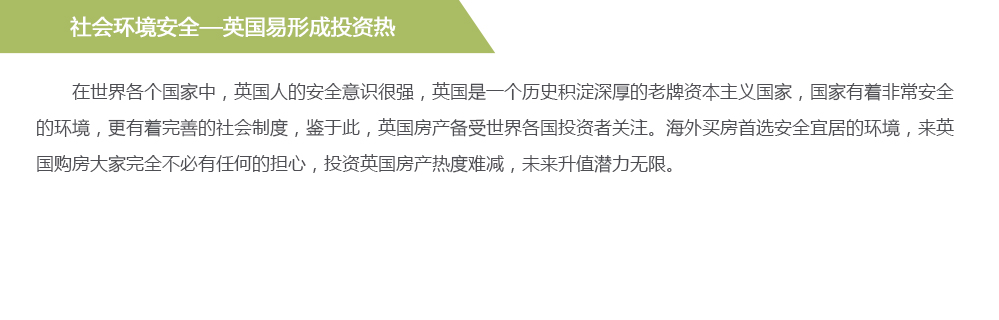 社会环境安全—英国易形成投资热
在世界各个国家中，英国人的安全意识很强，英国是一个历史积淀深厚的老牌资本主义国家，国家有着非常安全
的环境，更有着完善的社会制度，鉴于此，英国房产备受世界各国投资者关注。海外买房首选安全宜居的环境，来英
国购房大家完全不必有任何的担心，投资英国房产热度难减，未来升值潜力无限。